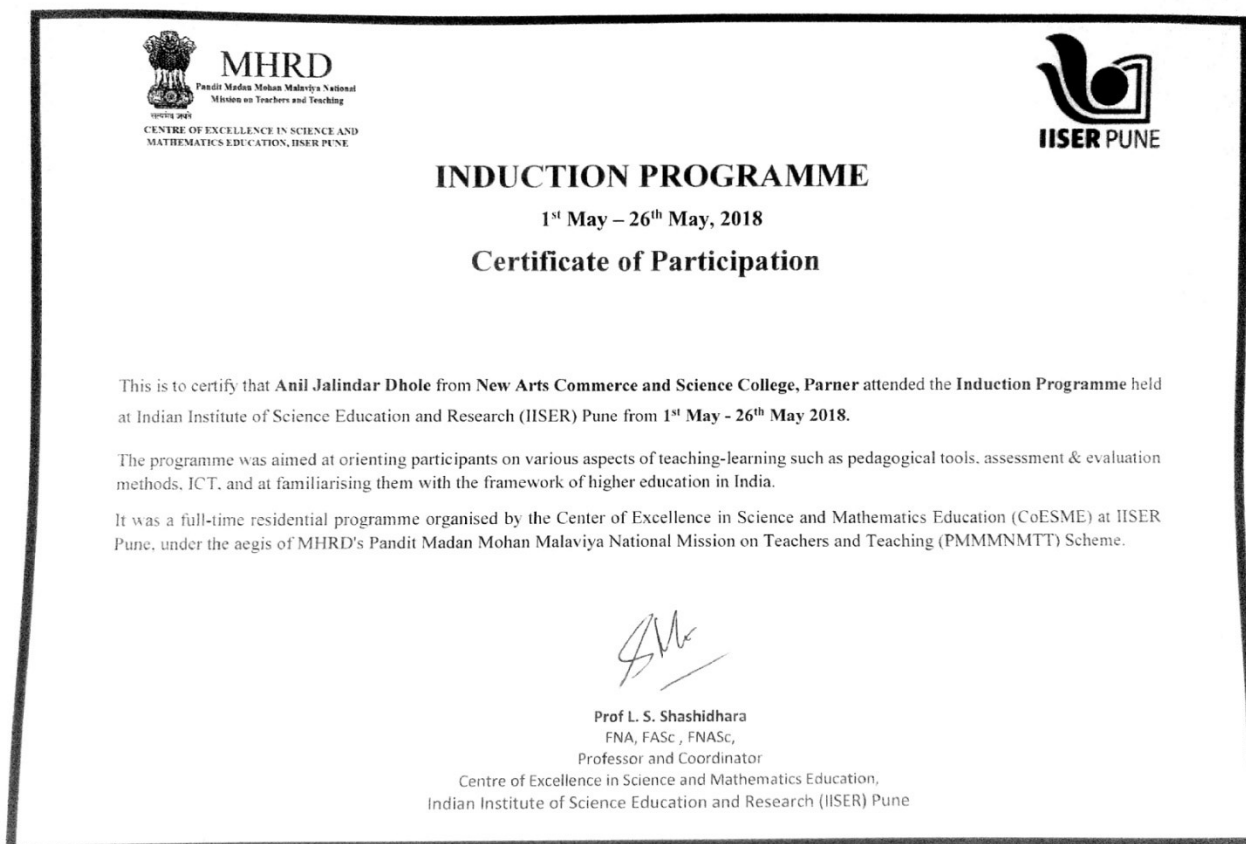 MHRD
Pandit Madan Mohan Malaviya National
Mission on Teachers and Teaching
सत्यमेव जयते
CENTRE OF EXCELLENCE IN SCIENCE AND
MATHEMATICS EDUCATION, IISER PUNE
IISER PUNE
INDUCTION PROGRAMME
1st May – 26th May, 2018
Certificate of Participation
This is to certify that Anil Jalindar Dhole from New Arts Commerce and Science College, Parner attended the Induction Programme held
at Indian Institute of Science Education and Research (IISER) Pune from 1st May - 26th May 2018.
The programme was aimed at orienting participants on various aspects of teaching-learning such as pedagogical tools, assessment & evaluation
methods, ICT, and at familiarising them with the framework of higher education in India.
It was a full-time residential programme organised by the Center of Excellence in Science and Mathematics Education (CoESME) at IISER
Pune, under the aegis of MHRD's Pandit Madan Mohan Malaviya National Mission on Teachers and Teaching (PMMMNMTT) Scheme.
Prof L. S. Shashidhara
FNA, FASc , FNASc,
Professor and Coordinator
Centre of Excellence in Science and Mathematics Education,
Indian Institute of Science Education and Research (IISER) Pune